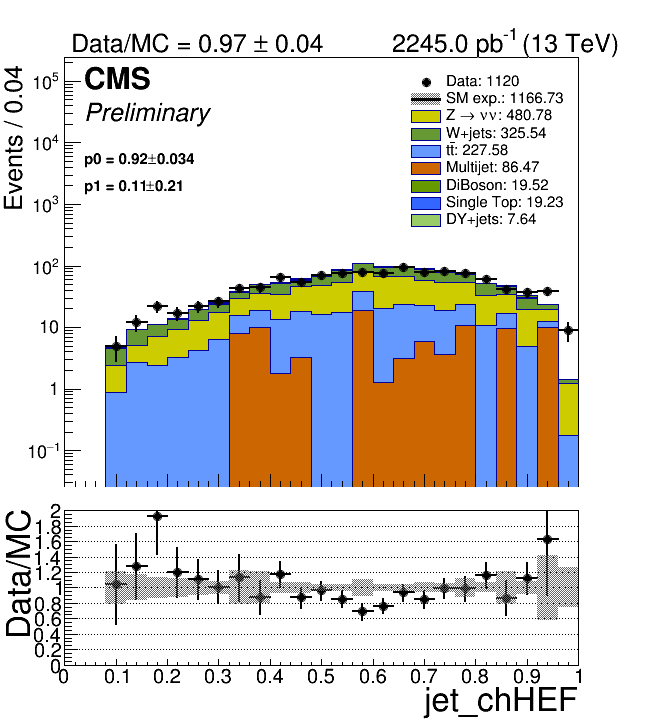 Data/MC = 0.97 ± 0.04 2245.0 pb⁻¹ (13 TeV)
CMS
Preliminary
p0 = 0.92±0.034
p1 = 0.11±0.21
Data: 1120
SM exp.: 1166.73
Z → νν: 480.78
W+jets: 325.54
tt̄: 227.58
Multijet: 86.47
DiBoson: 19.52
Single Top: 19.23
DY+jets: 7.64
Events / 0.04
10⁵
10⁴
10³
10²
10
1
10⁻¹
Data/MC
2
1.8
1.6
1.4
1.2
1.0
0.8
0.6
0.4
0.2
0
0 0.1 0.2 0.3 0.4 0.5 0.6 0.7 0.8 0.9 1
jet_chHEF